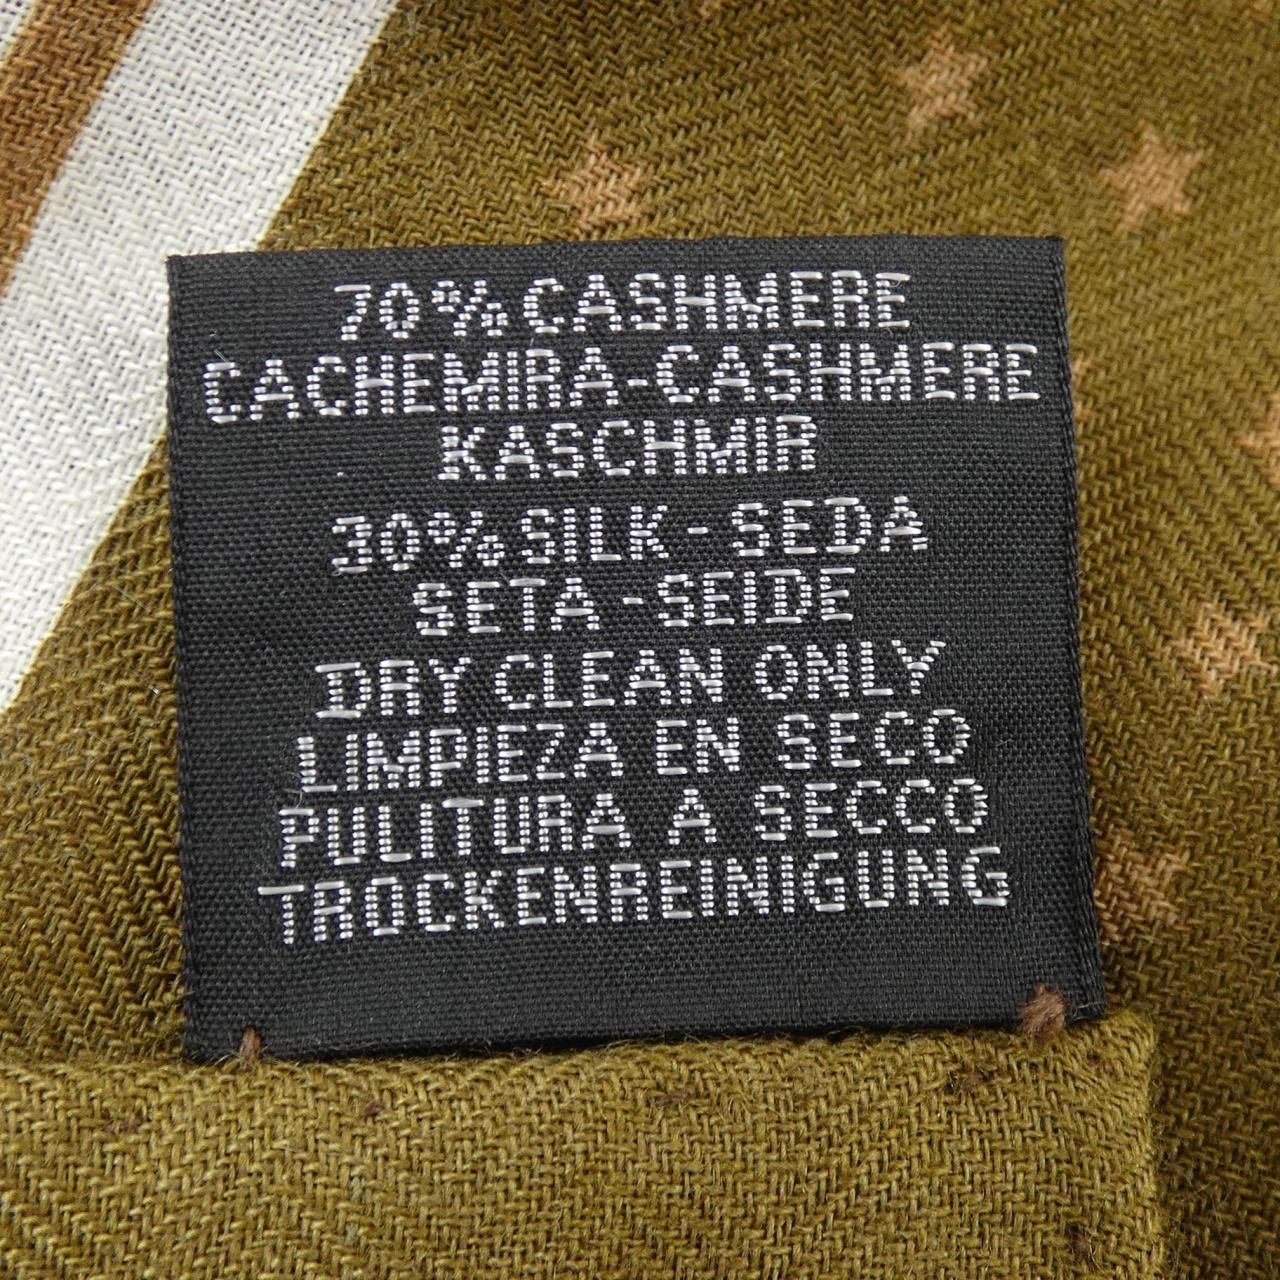 70% CASHMERE
CACHEMIRA-CASHMERE
KASCHMIR
30% SILK - SEDA
SETA - SEIDE
DRY CLEAN ONLY
LIMPIEZA EN SECO
PULITURA A SECCO
TROCKENREINIGUNG